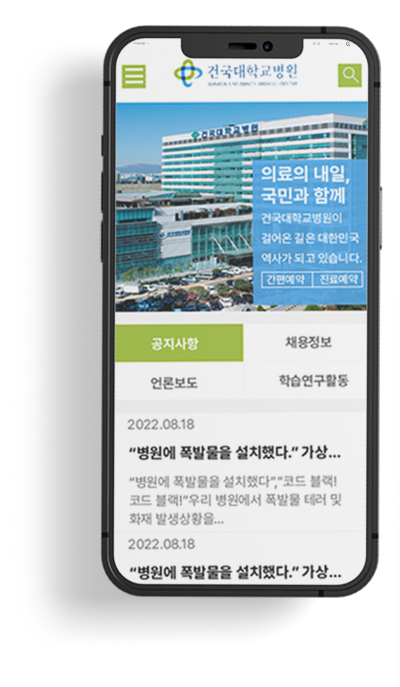 건국대학교병원
KONKUK UNIVERSITY MEDICAL CENTER
건국대학교병원
의료의 내일,
국민과 함께
건국대학교병원이
걸어온 길은 대한민국
역사가 되고 있습니다.
간편예약 진료예약
공지사항 채용정보
언론보도 학습연구활동
2022.08.18
“병원에 폭발물을 설치했다.” 가상...
“병원에 폭발물을 설치했다”,“코드 블랙!
코드 블랙!“우리 병원에서 폭발물 테러 및
화재 발생상황을...
2022.08.18
“병원에 폭발물을 설치했다.” 가상...